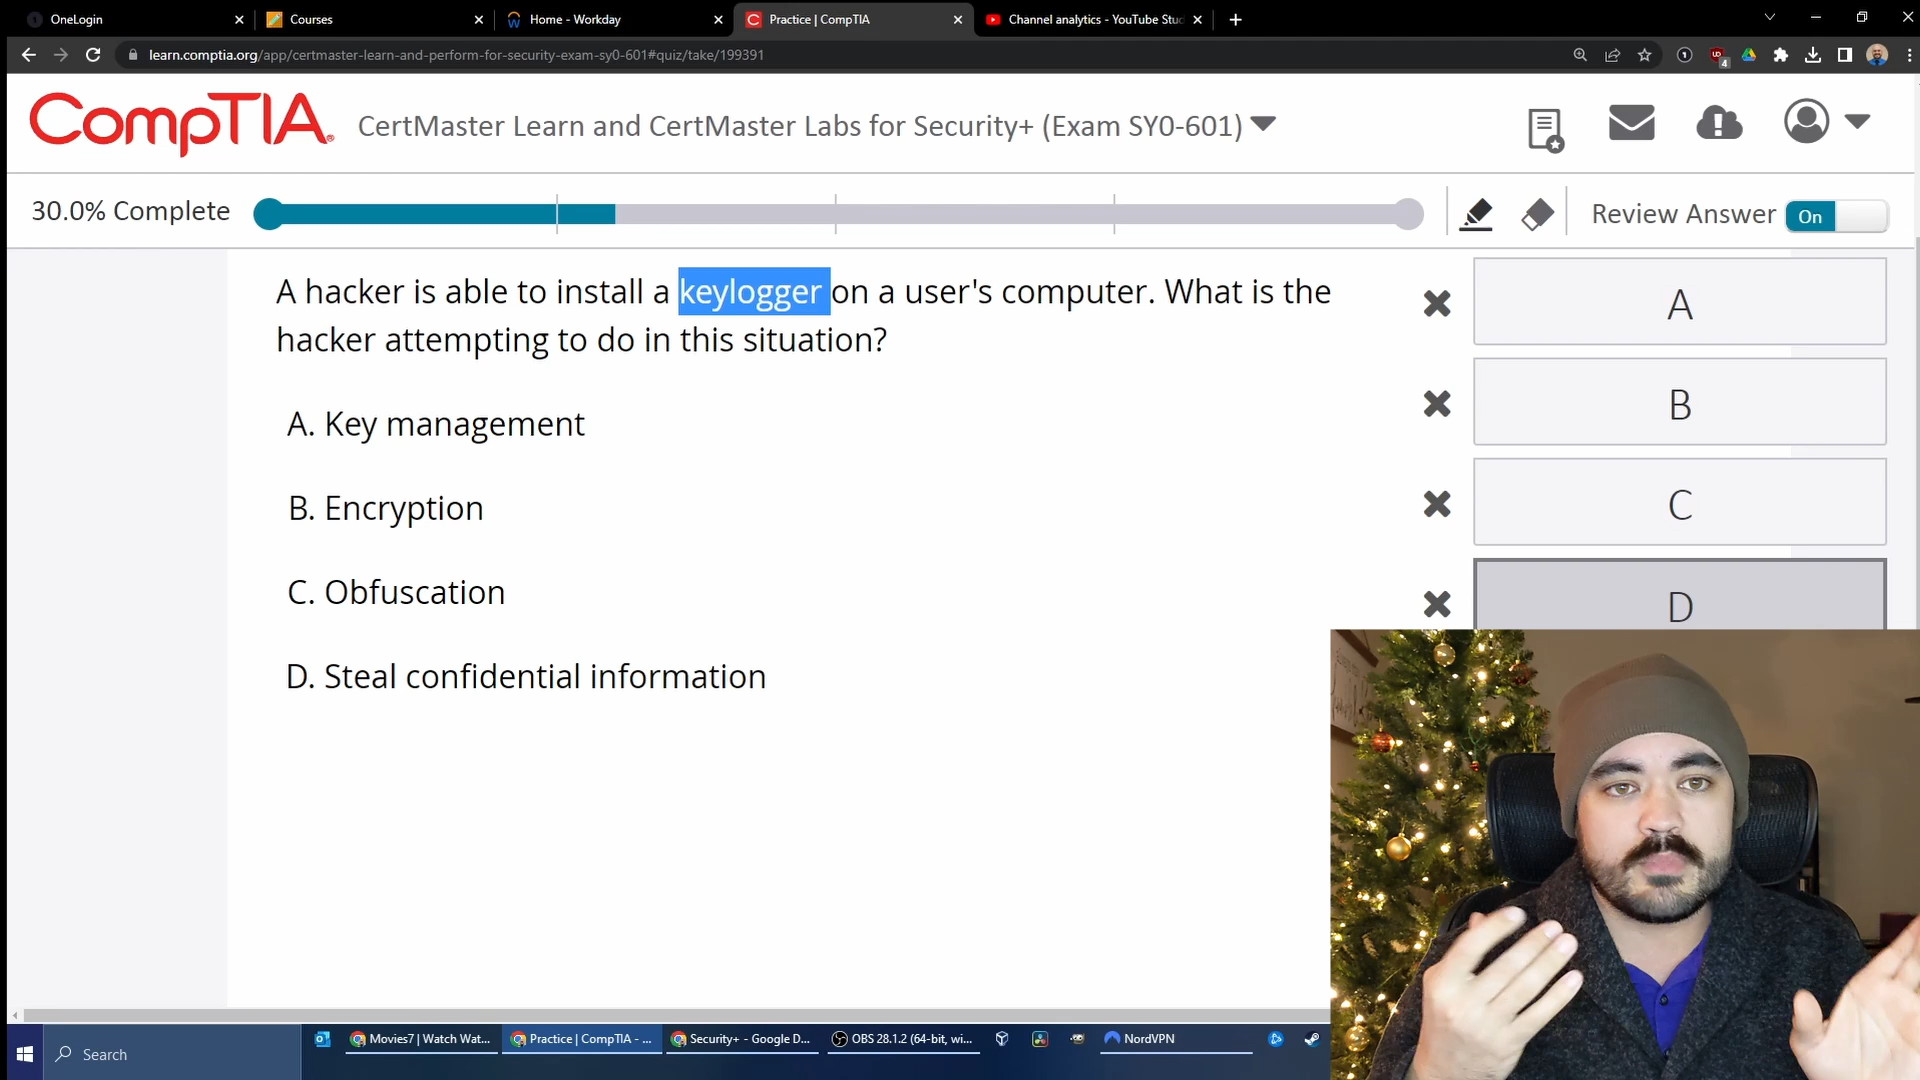 OneLogin
Courses
Home - Workday
Practice | CompTIA
Channel analytics - YouTube Stu
learn.comptia.org/app/certmaster-learn-and-perform-for-security-exam-sy0-601#quiz/take/199391
4
CompTIA
CertMaster Learn and CertMaster Labs for Security+ (Exam SY0-601)
30.0% Complete
Review Answer On
A hacker is able to install a keylogger on a user's computer. What is the
hacker attempting to do in this situation?
A. Key management
B. Encryption
C. Obfuscation
D. Steal confidential information
A
B
C
D
Search
Movies7 | Watch Wat...
Practice | CompTIA - ...
Security+ - Google D...
OBS 28.1.2 (64-bit, wi...
NordVPN